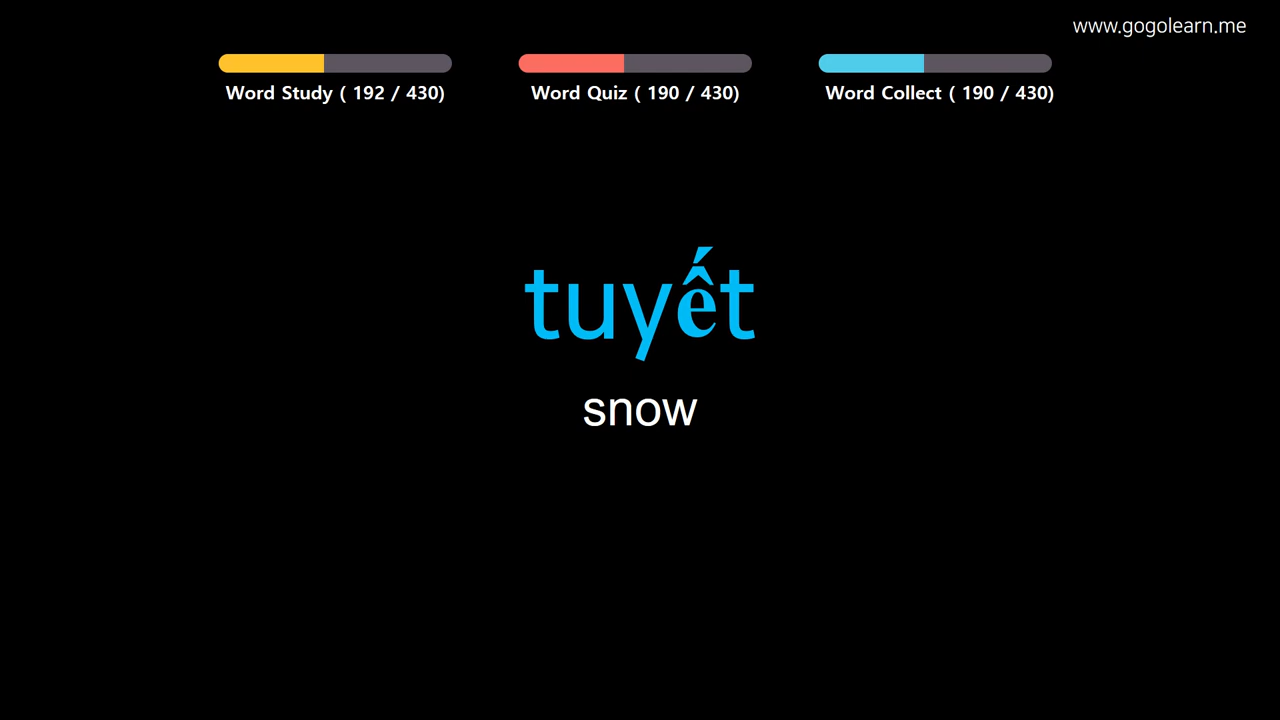 www.gogolearn.me
Word Study ( 192 / 430)
Word Quiz ( 190 / 430)
Word Collect ( 190 / 430)
tuyết
snow